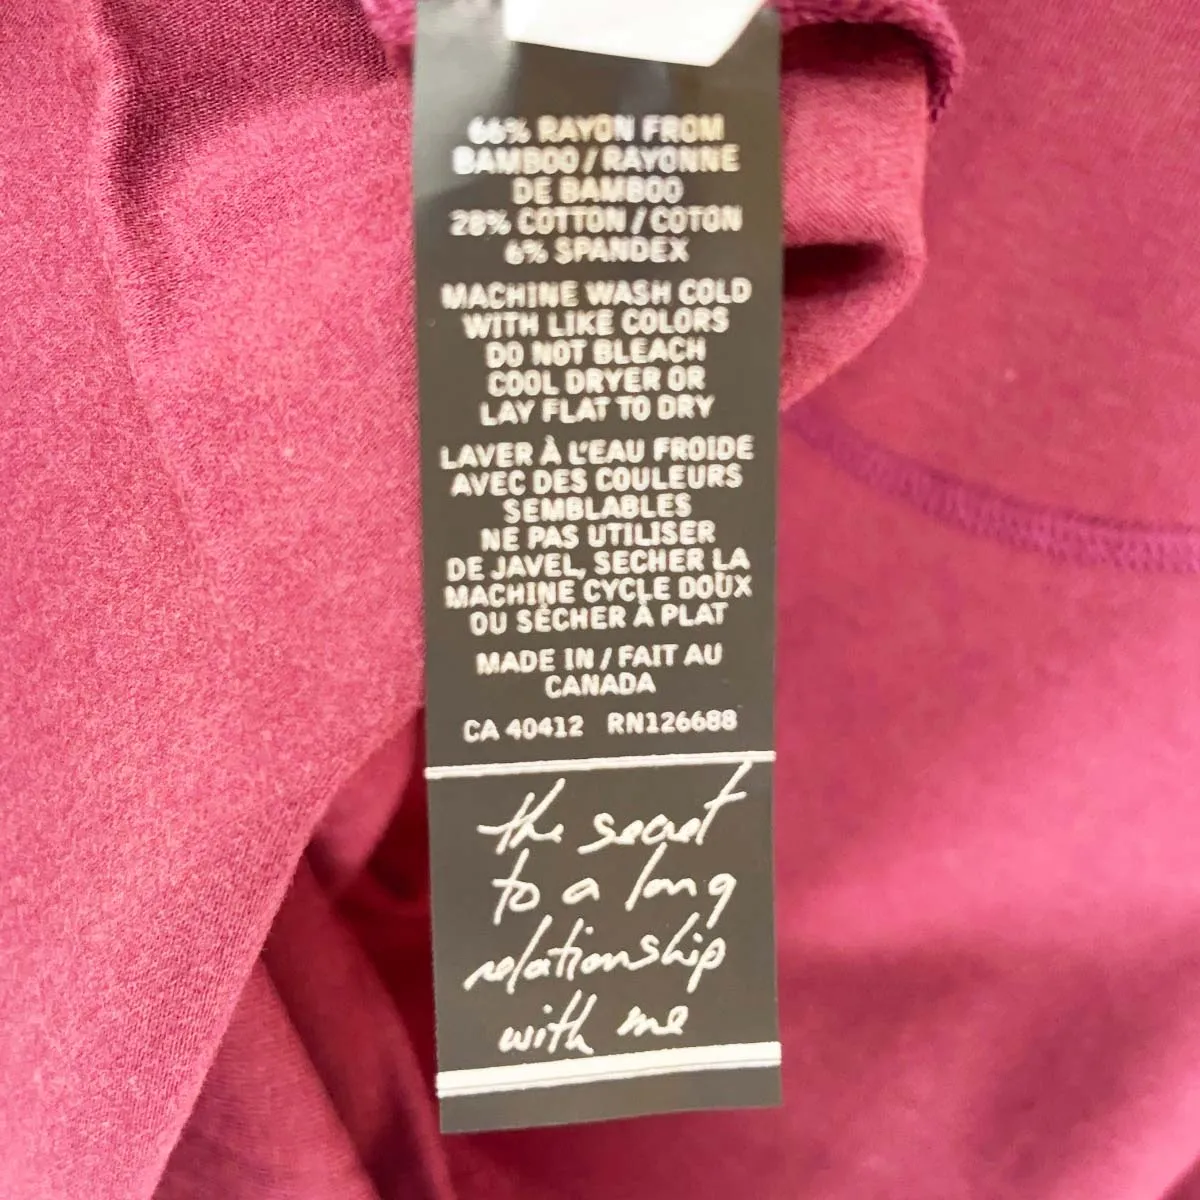 66% RAYON FROM
BAMBOO / RAYONNE
DE BAMBOO
28% COTTON / COTON
6% SPANDEX
MACHINE WASH COLD
WITH LIKE COLORS
DO NOT BLEACH
COOL DRYER OR
LAY FLAT TO DRY
LAVER À L'EAU FROIDE
AVEC DES COULEURS
SEMBLABLES
NE PAS UTILISER
DE JAVEL, SECHER LA
MACHINE CYCLE DOUX
OU SÉCHER À PLAT
MADE IN / FAIT AU
CANADA
CA 40412 RN126688
the secret
to a long
relationship
with me